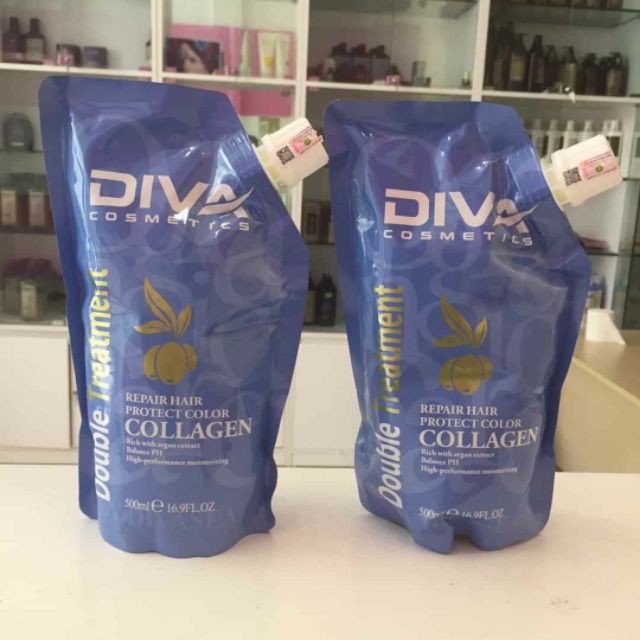 DIVA
COSMETICS
Double Treatment
REPAIR HAIR
PROTECT COLOR
COLLAGEN
Rich with argan extract
Balance PH
High-performance moisturizing
500ml e 16.9FL.OZ
DIVA
COSMETICS
Double Treatment
REPAIR HAIR
PROTECT COLOR
COLLAGEN
Rich with argan extract
Balance PH
High-performance moisturizing
500ml e 16.9FL.OZ